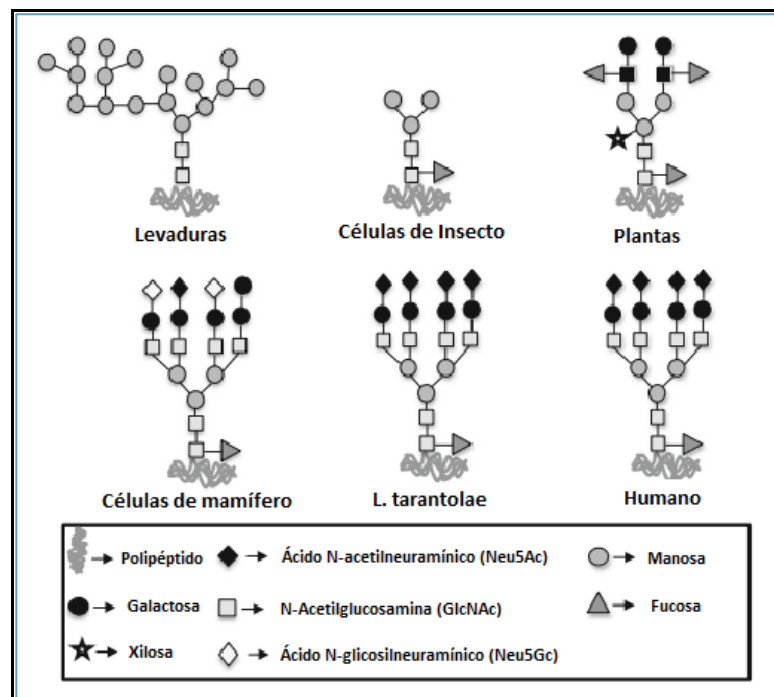 Levaduras
Células de Insecto
Plantas
Células de mamífero
L. tarantolae
Humano
Polipéptido
Ácido N-acetilneuramínico (Neu5Ac)
Manosa
Galactosa
N-Acetilglucosamina (GlcNAc)
Fucosa
Xilosa
Ácido N-glicosilneuramínico (Neu5Gc)